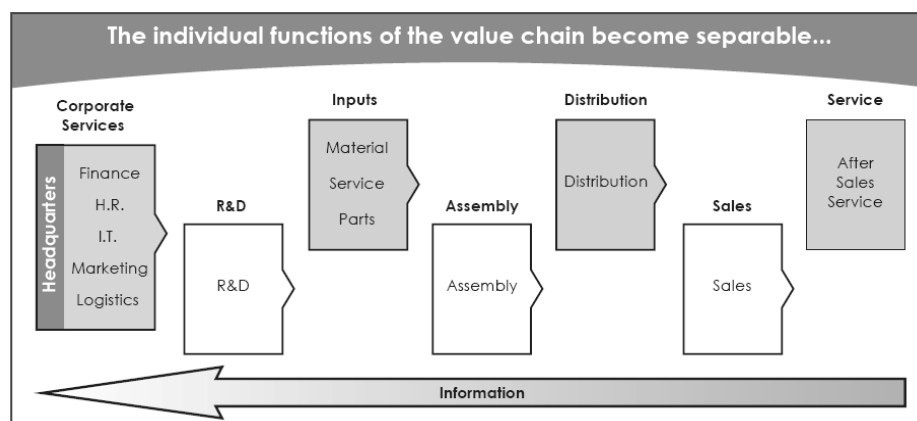 The individual functions of the value chain become separable...
Corporate
Services
Headquarters
Finance
H.R.
I.T.
Marketing
Logistics
R&D
R&D
Inputs
Material
Service
Parts
Assembly
Assembly
Distribution
Distribution
Sales
Sales
Service
After
Sales
Service
Information